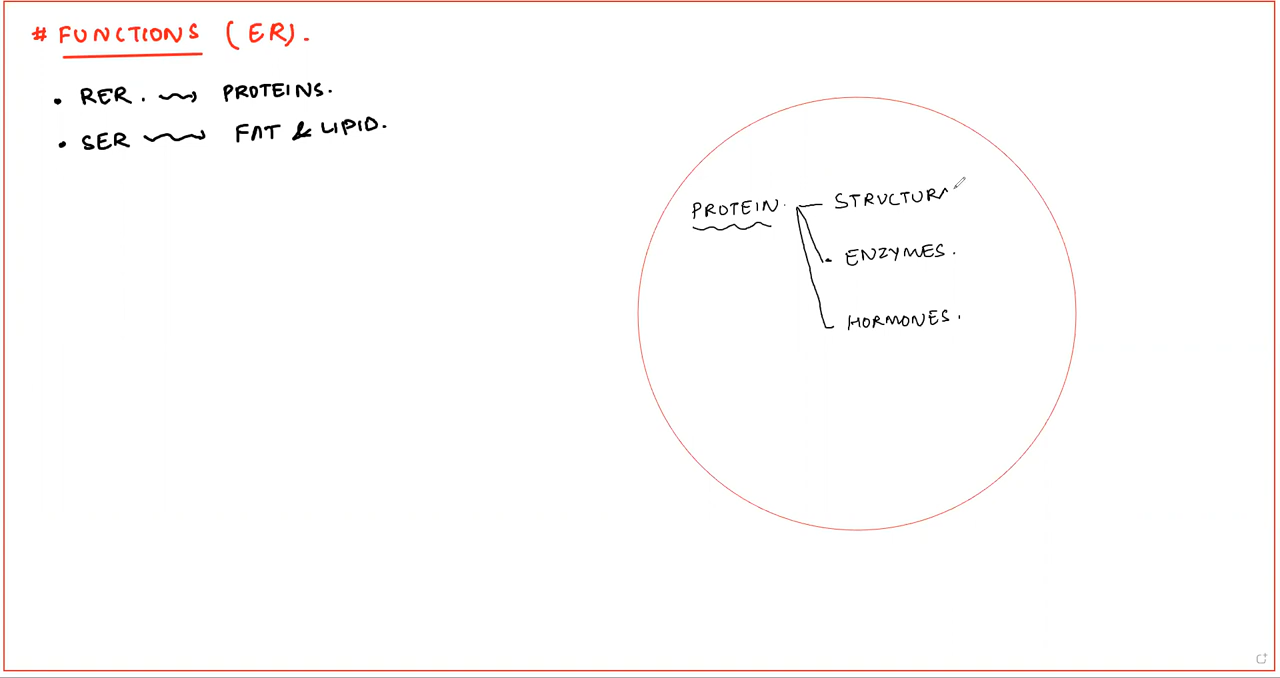 # FUNCTIONS (ER).
• RER. PROTEINS.
• SER FAT & LIPID.
PROTEIN. STRUCTUR
• ENZYMES.
HORMONES.